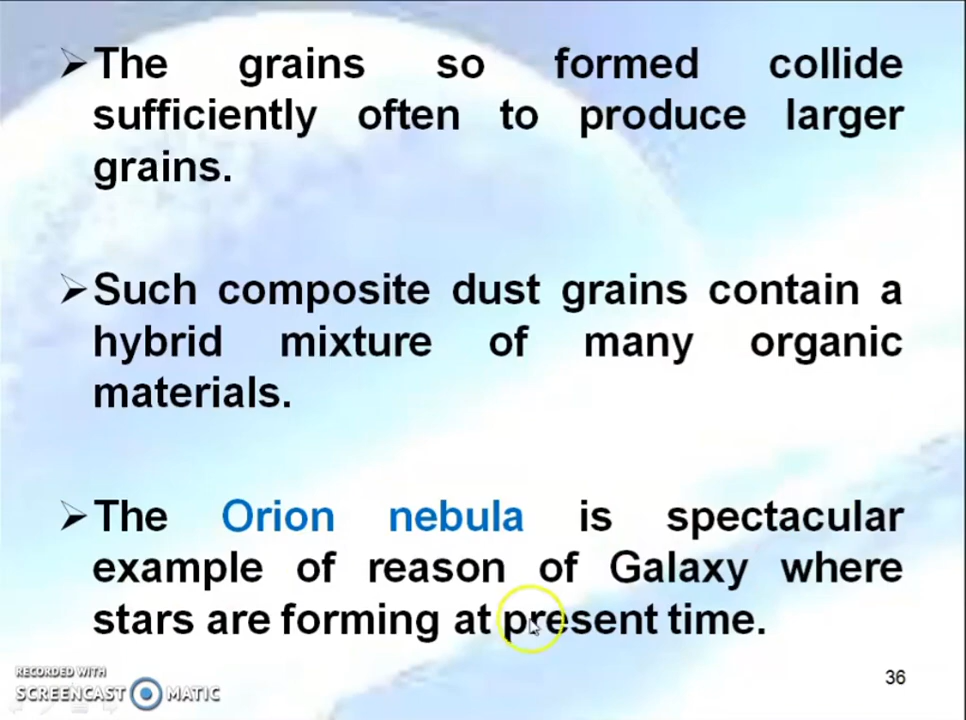 ➢The grains so formed collide
sufficiently often to produce larger
grains.
➢Such composite dust grains contain a
hybrid mixture of many organic
materials.
➢The Orion nebula is spectacular
example of reason of Galaxy where
stars are forming at present time.
RECORDED WITH
SCREENCAST MATIC
36